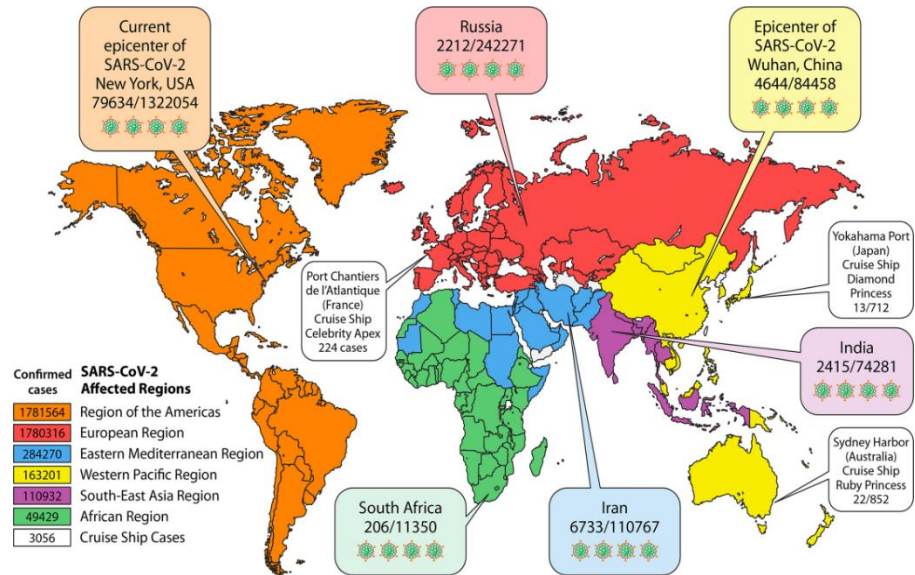 Current
epicenter of
SARS-CoV-2
New York, USA
79634/1322054
Russia
2212/242271
Epicenter of
SARS-CoV-2
Wuhan, China
4644/84458
Port Chantiers
de l'Atlantique
(France)
Cruise Ship
Celebrity Apex
224 cases
Yokahama Port
(Japan)
Cruise Ship
Diamond
Princess
13/712
India
2415/74281
Sydney Harbor
(Australia)
Cruise Ship
Ruby Princess
22/852
Iran
6733/110767
South Africa
206/11350
Confirmed cases
SARS-CoV-2
Affected Regions
1781564 Region of the Americas
1780316 European Region
284270 Eastern Mediterranean Region
163201 Western Pacific Region
110932 South-East Asia Region
49429 African Region
3056 Cruise Ship Cases